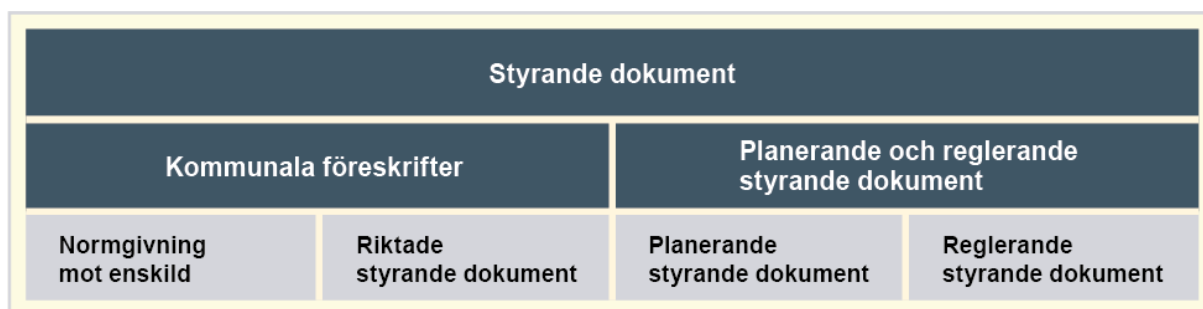 Styrande dokument
Kommunala föreskrifter
Planerande och reglerande
styrande dokument
Normgivning
mot enskild
Riktade
styrande dokument
Planerande
styrande dokument
Reglerande
styrande dokument